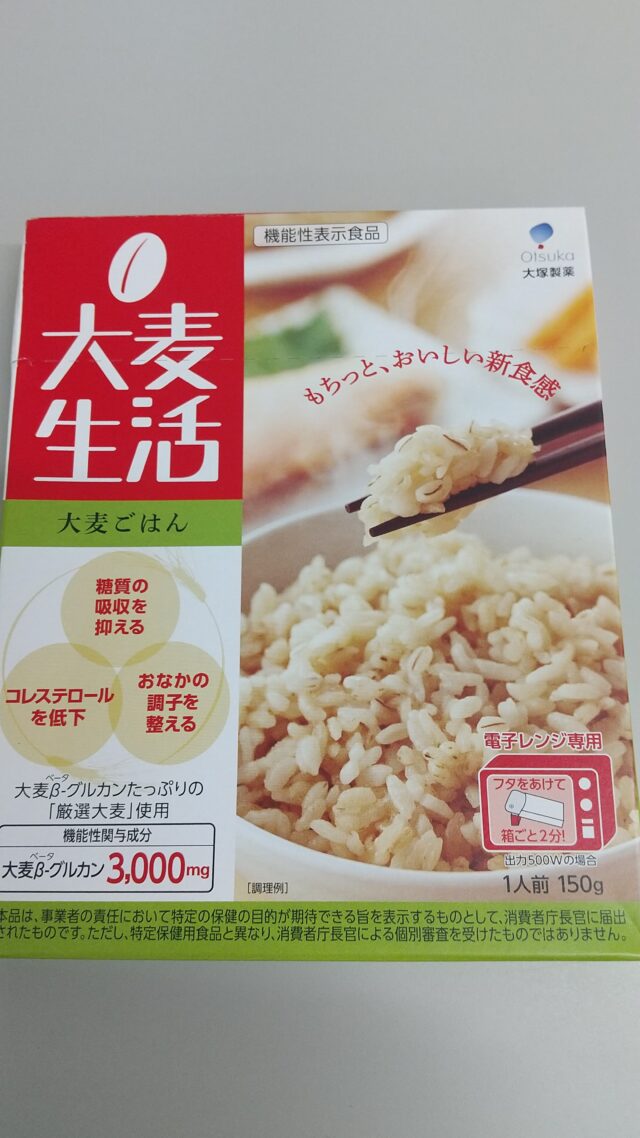 機能性表示食品
Otsuka
大塚製薬
大麦
生活
もちっと、おいしい新食感
大麦ごはん
糖質の
吸収を
抑える
コレステロール
を低下
おなかの
調子を
整える
ベータ
大麦β-グルカンたっぷりの
「厳選大麦」使用
機能性関与成分
ベータ
大麦β-グルカン 3,000mg
[調理例]
電子レンジ専用
フタをあけて
箱ごと2分!
出力500Wの場合
1人前 150g
本品は、事業者の責任において特定の保健の目的が期待できる旨を表示するものとして、消費者庁長官に届出
されたものです。ただし、特定保健用食品と異なり、消費者庁長官による個別審査を受けたものではありません。